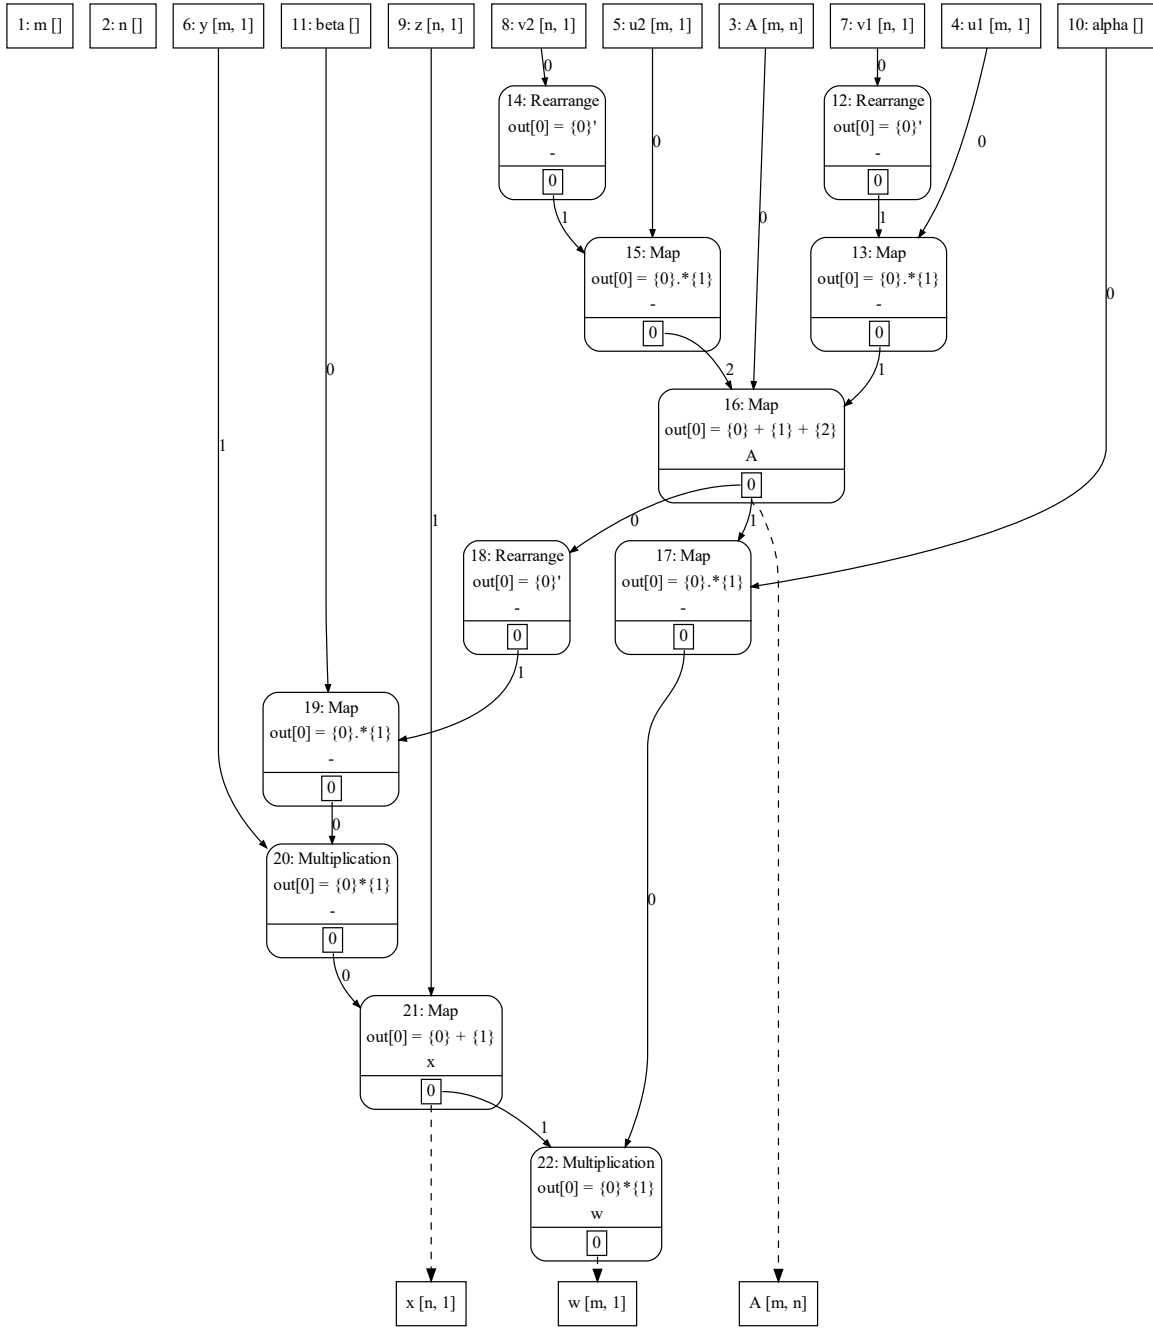 1: m []
2: n []
6: y [m, 1]
11: beta []
9: z [n, 1]
8: v2 [n, 1]
5: u2 [m, 1]
3: A [m, n]
7: v1 [n, 1]
4: u1 [m, 1]
10: alpha []
0
0
14: Rearrange
out[0] = {0}'
-
0
12: Rearrange
out[0] = {0}'
-
0
0
0
1
0
1
15: Map
out[0] = {0}.*{1}
-
0
13: Map
out[0] = {0}.*{1}
-
0
0
0
2
1
16: Map
out[0] = {0} + {1} + {2}
A
0
1
1
0
1
18: Rearrange
out[0] = {0}'
-
0
17: Map
out[0] = {0}.*{1}
-
0
1
19: Map
out[0] = {0}.*{1}
-
0
0
20: Multiplication
out[0] = {0}*{1}
-
0
0
0
21: Map
out[0] = {0} + {1}
x
0
1
22: Multiplication
out[0] = {0}*{1}
w
0
x [n, 1]
w [m, 1]
A [m, n]